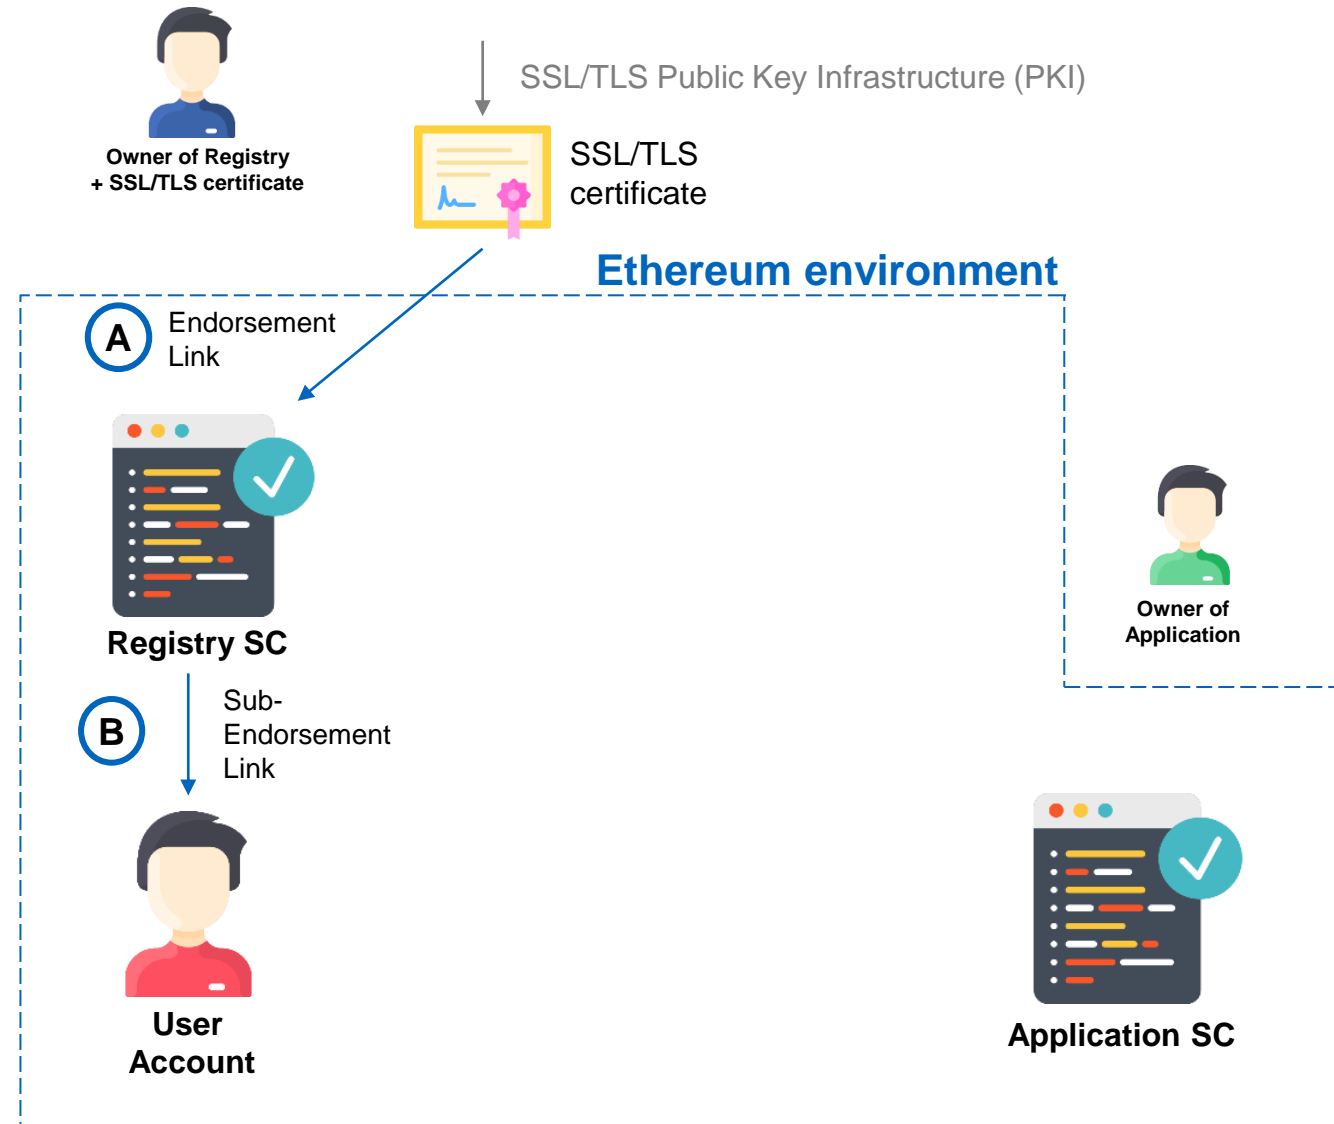 SSL/TLS Public Key Infrastructure (PKI)
Owner of Registry
+ SSL/TLS certificate
SSL/TLS
certificate
Ethereum environment
A
Endorsement
Link
Registry SC
Owner of
Application
B
Sub-
Endorsement
Link
User
Account
Application SC